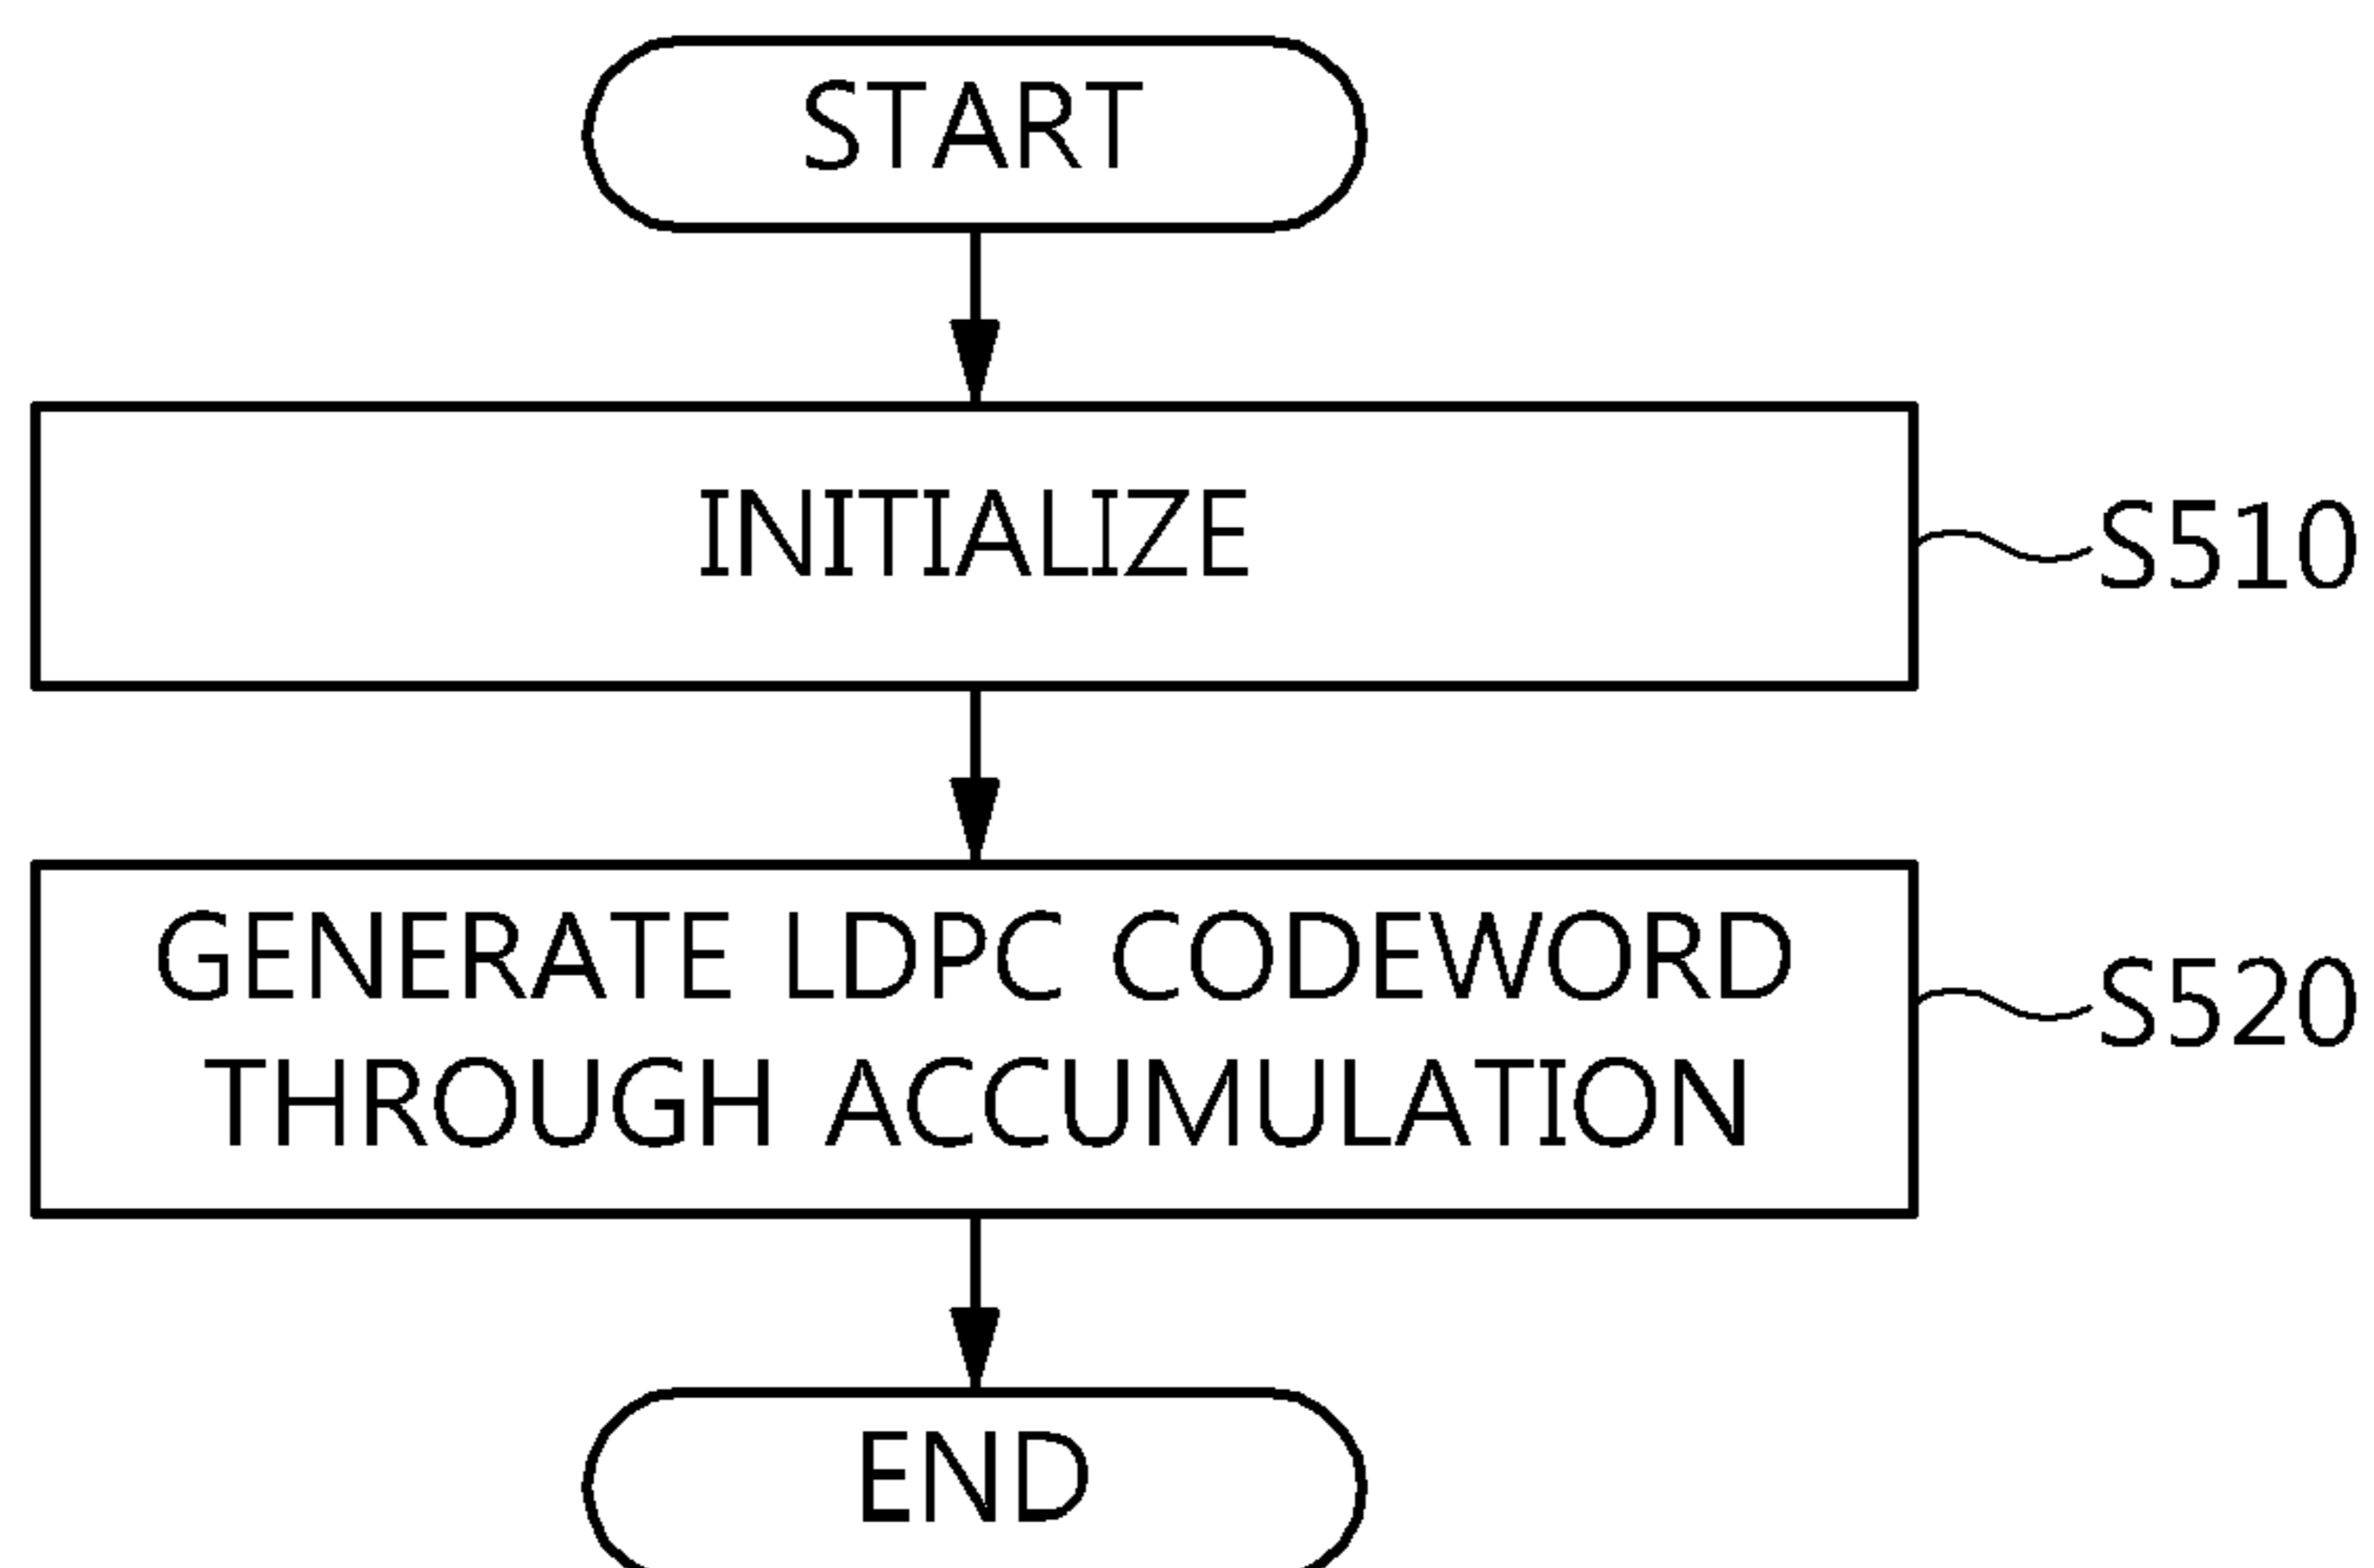 START
INITIALIZE
S510
GENERATE LDPC CODEWORD
THROUGH ACCUMULATION
S520
END